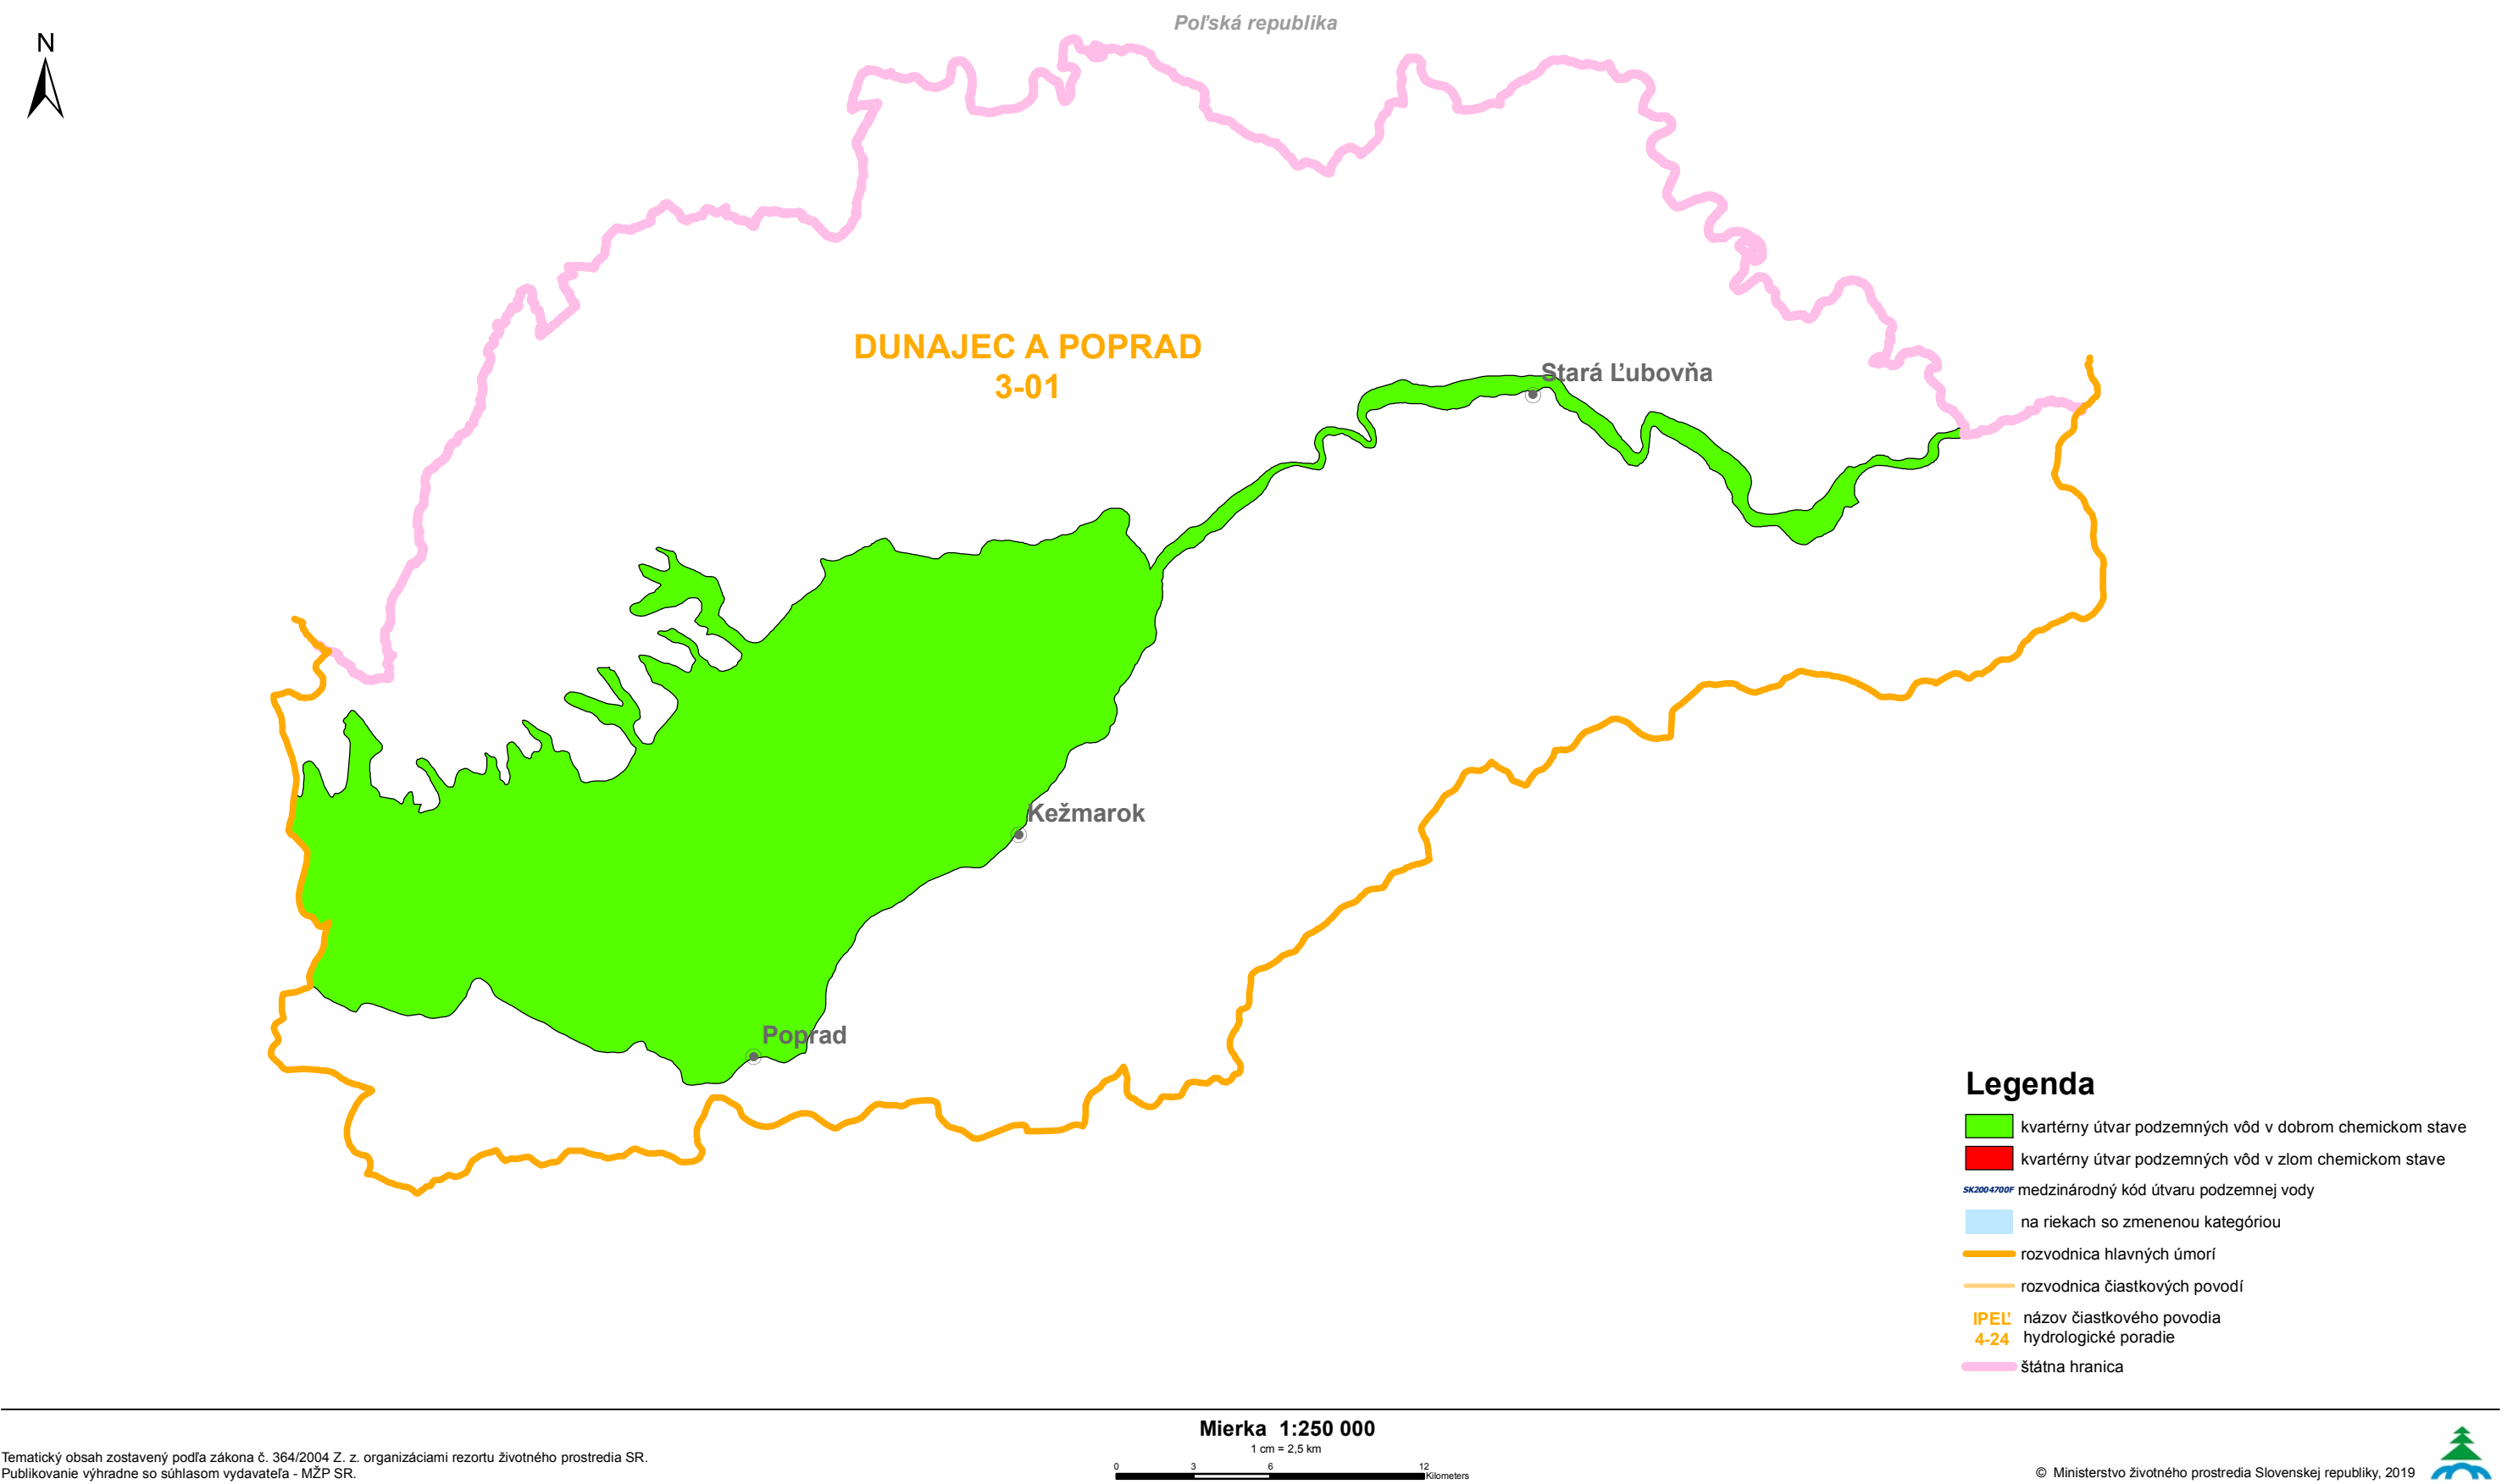 Poľská republika
N
DUNAJEC A POPRAD
3-01
Stará Ľubovňa
Kežmarok
Poprad
Legenda
kvartérny útvar podzemných vôd v dobrom chemickom stave
kvartérny útvar podzemných vôd v zlom chemickom stave
SK2004700F medzinárodný kód útvaru podzemnej vody
na riekach so zmenenou kategóriou
rozvodnica hlavných úmorí
rozvodnica čiastkových povodí
IPEĽ názov čiastkového povodia
4-24 hydrologické poradie
štátna hranica
Mierka 1:250 000
1 cm = 2,5 km
0 3 6 12
Kilometers
Tematický obsah zostavený podľa zákona č. 364/2004 Z. z. organizáciami rezortu životného prostredia SR.
Publikovanie výhradne so súhlasom vydavateľa - MŽP SR.
© Ministerstvo životného prostredia Slovenskej republiky, 2019